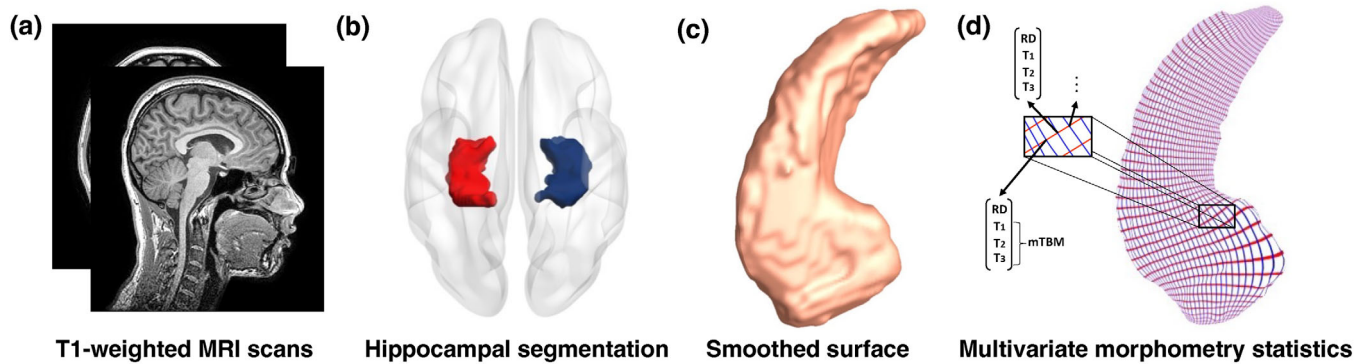 (a)
(b)
(c)
(d)
RD
T1
T2
T3
⋮
RD
T1
T2
T3
mTBM
T1-weighted MRI scans
Hippocampal segmentation
Smoothed surface
Multivariate morphometry statistics